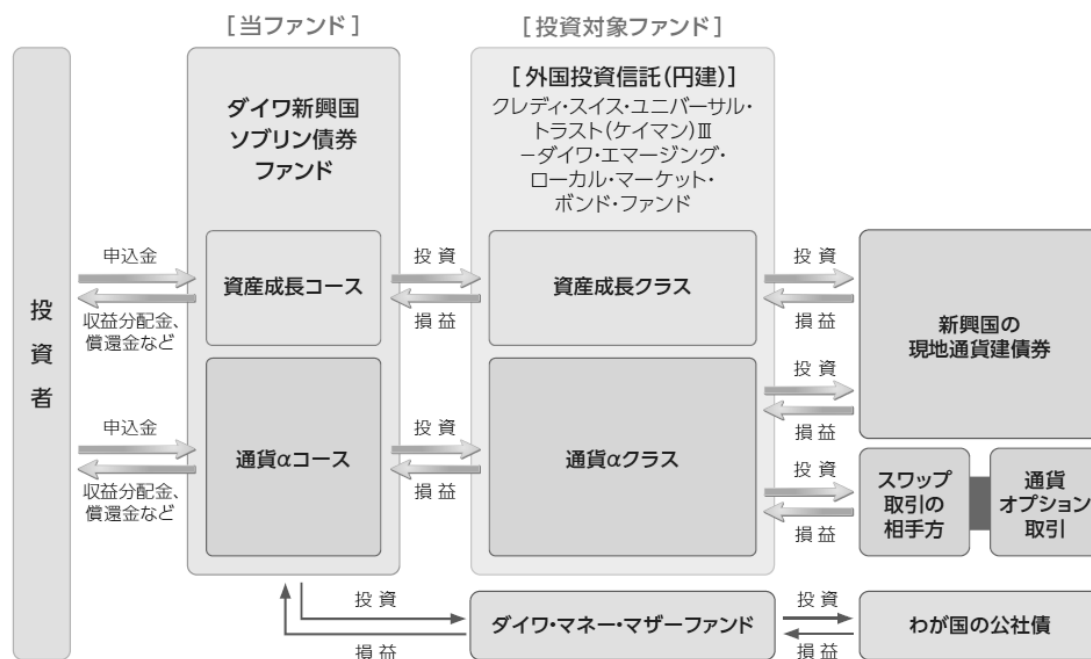 [当ファンド]
[投資対象ファンド]
投資者
ダイワ新興国
ソブリン債券
ファンド
[外国投資信託(円建)]
クレディ・スイス・ユニバーサル・
トラスト(ケイマン)Ⅲ
－ダイワ・エマージング・
ローカル・マーケット・
ボンド・ファンド
申込金
収益分配金、
償還金など
資産成長コース
投資
損益
資産成長クラス
投資
損益
新興国の
現地通貨建債券
投資
損益
申込金
収益分配金、
償還金など
通貨αコース
投資
損益
通貨αクラス
投資
損益
スワップ
取引の
相手方
通貨
オプション
取引
投資
損益
ダイワ・マネー・マザーファンド
投資
損益
わが国の公社債